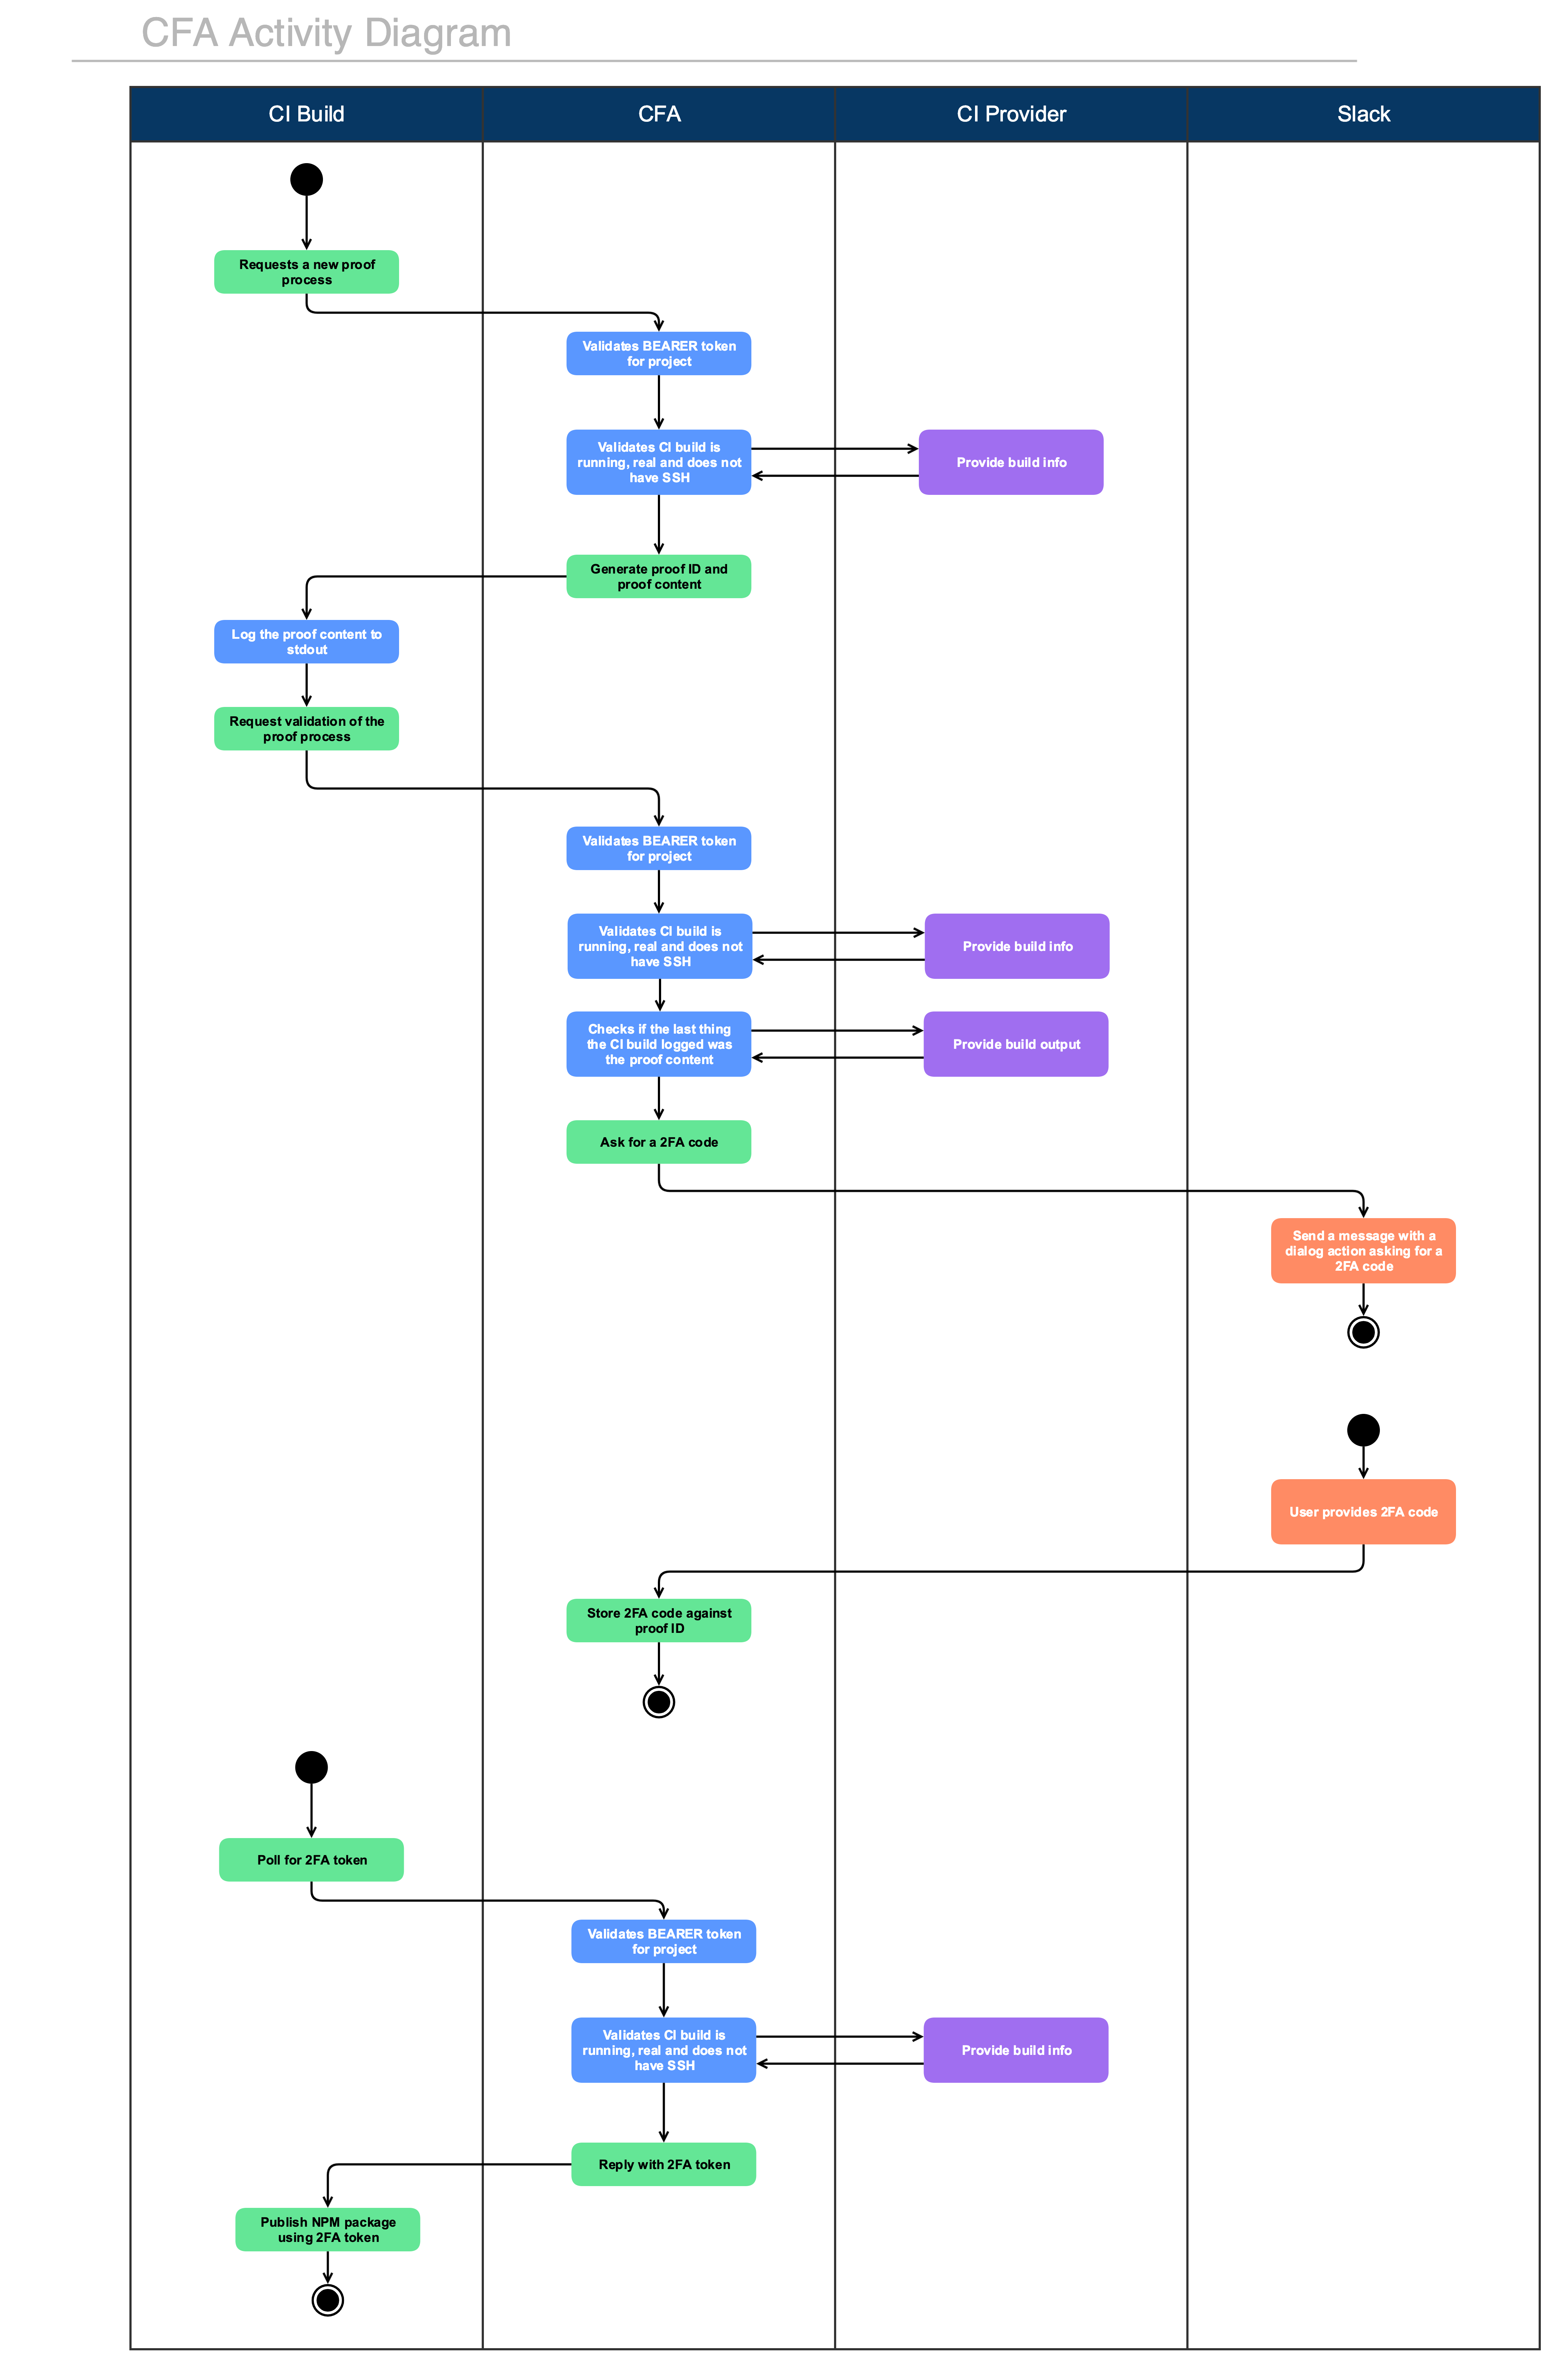 CFA Activity Diagram
CI Build
CFA
CI Provider
Slack
Requests a new proof
process
Validates BEARER token
for project
Validates CI build is
running, real and does not
have SSH
Provide build info
Generate proof ID and
proof content
Log the proof content to
stdout
Request validation of the
proof process
Validates BEARER token
for project
Validates CI build is
running, real and does not
have SSH
Provide build info
Checks if the last thing
the CI build logged was
the proof content
Provide build output
Ask for a 2FA code
Send a message with a
dialog action asking for a
2FA code
User provides 2FA code
Store 2FA code against
proof ID
Poll for 2FA token
Validates BEARER token
for project
Validates CI build is
running, real and does not
have SSH
Provide build info
Reply with 2FA token
Publish NPM package
using 2FA token